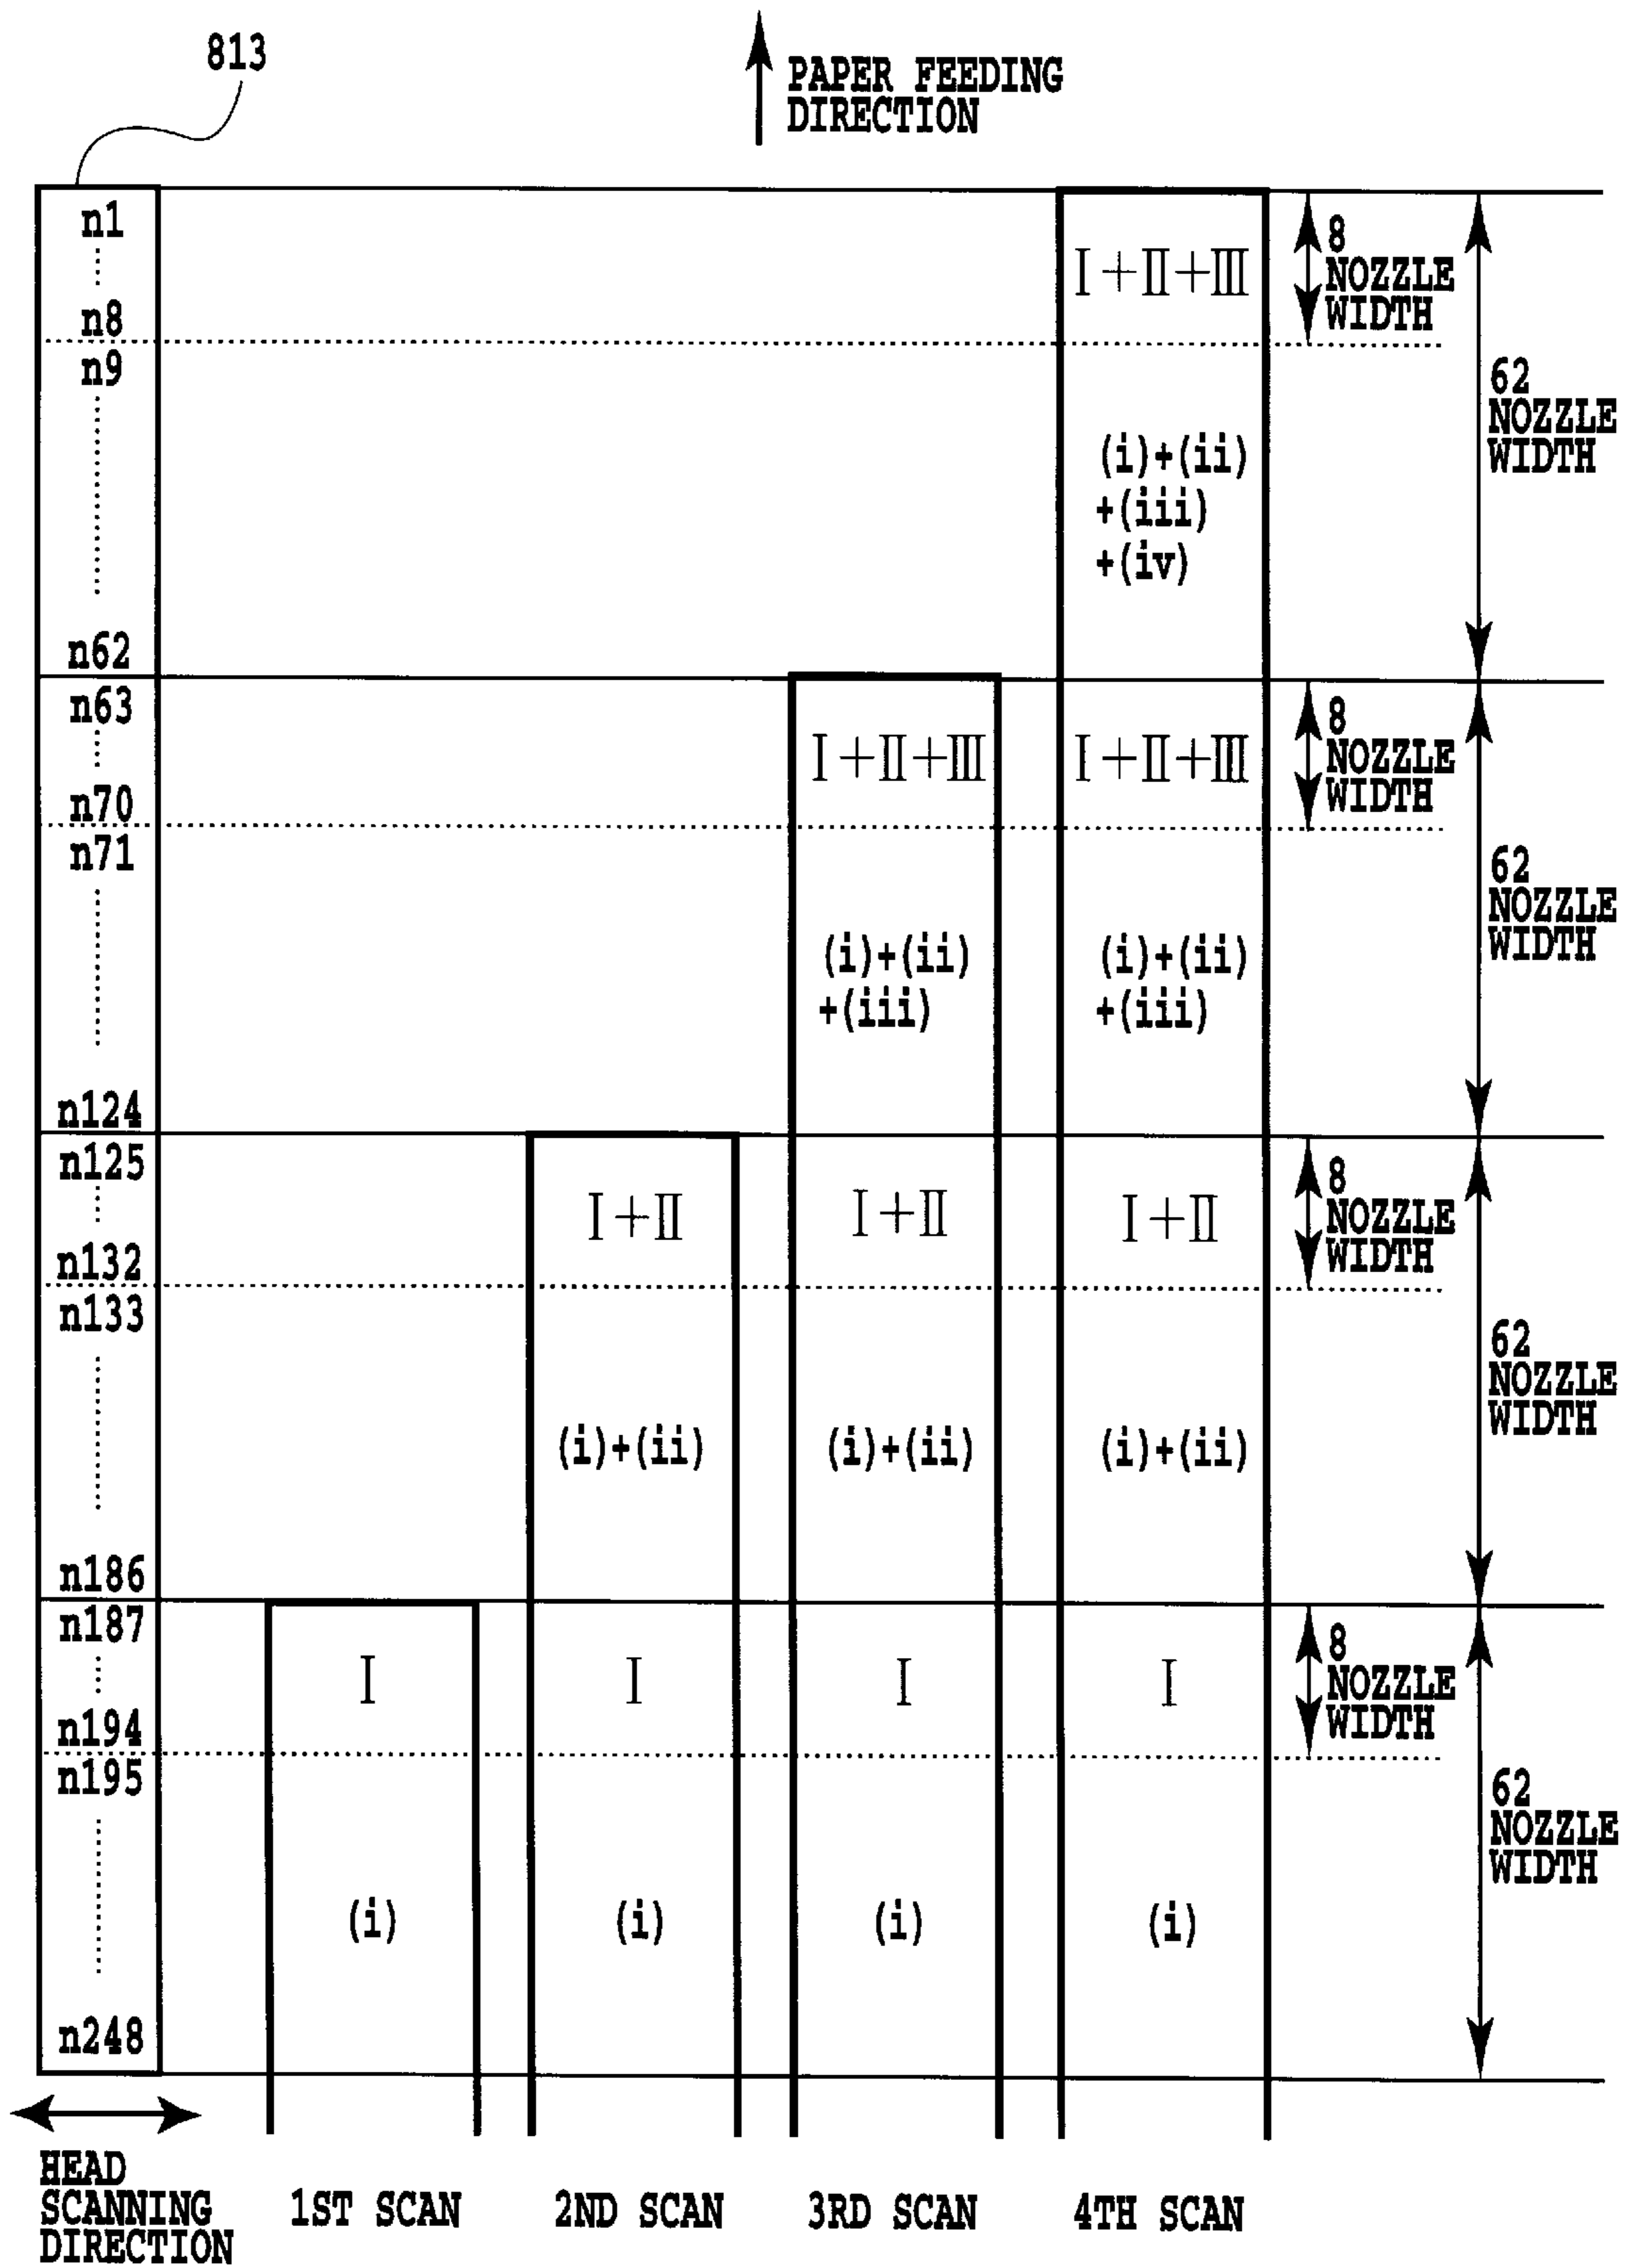 813
PAPER FEEDING
DIRECTION
n1
n8
n9
n62
n63
n70
n71
n124
n125
n132
n133
n186
n187
n194
n195
n248
I+II+III
(i)+(ii)
+(iii)
+(iv)
8
NOZZLE
WIDTH
62
NOZZLE
WIDTH
I+II+III
I+II+III
(i)+(ii)
+(iii)
(i)+(ii)
+(iii)
8
NOZZLE
WIDTH
62
NOZZLE
WIDTH
I+II
I+II
I+II
(i)+(ii)
(i)+(ii)
(i)+(ii)
8
NOZZLE
WIDTH
62
NOZZLE
WIDTH
I
I
I
I
(i)
(i)
(i)
(i)
8
NOZZLE
WIDTH
62
NOZZLE
WIDTH
HEAD
SCANNING
DIRECTION
1ST SCAN
2ND SCAN
3RD SCAN
4TH SCAN